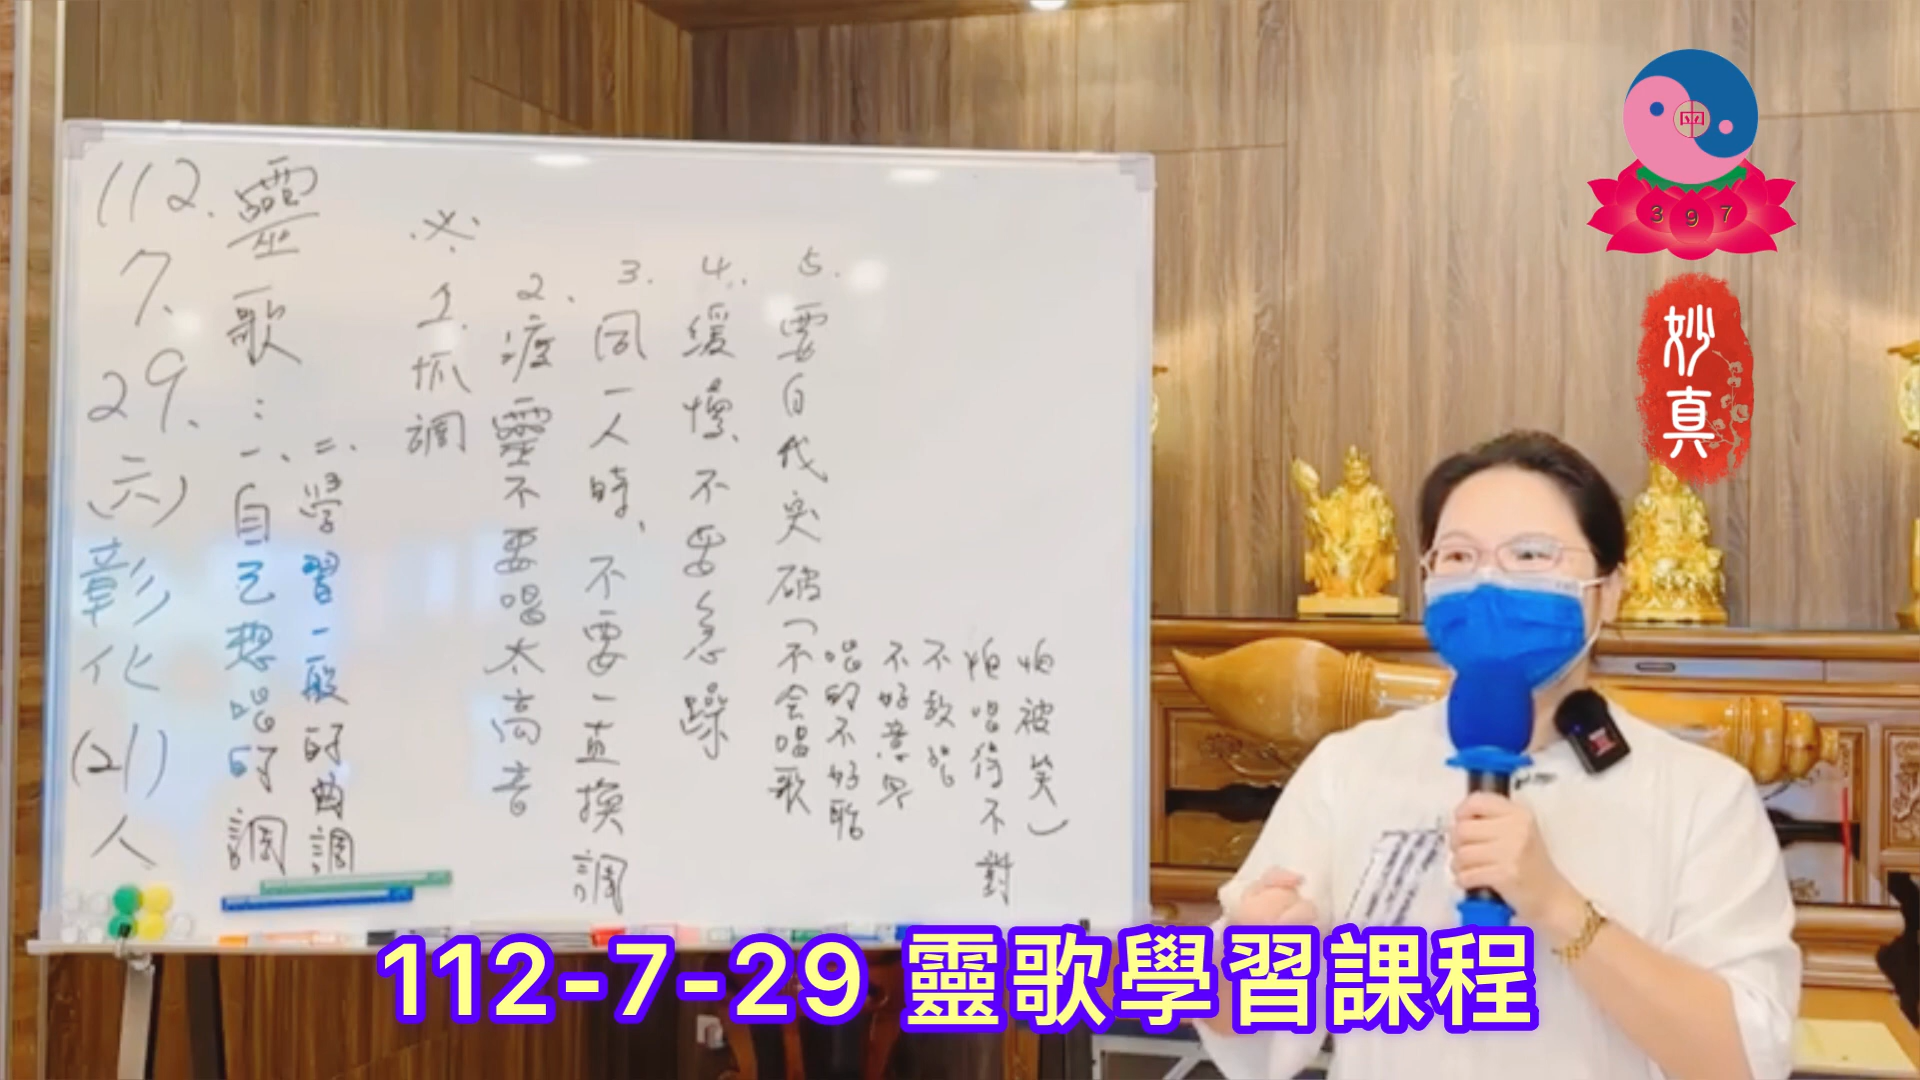 112.7.29.(六)彰化(21)人
靈歌:一、自己想唱的調
二.學習一般的曲調
※1.抓調
2、渡靈不要唱太高音
3.同一人時、不要一直換調
4.緩慢、不要急躁
5.要自我突破(不会唱歌
唱的不好聽
不好意思
不敢唱
怕唱得不對
怕被笑)
397
妙真
112-7-29 靈歌學習課程